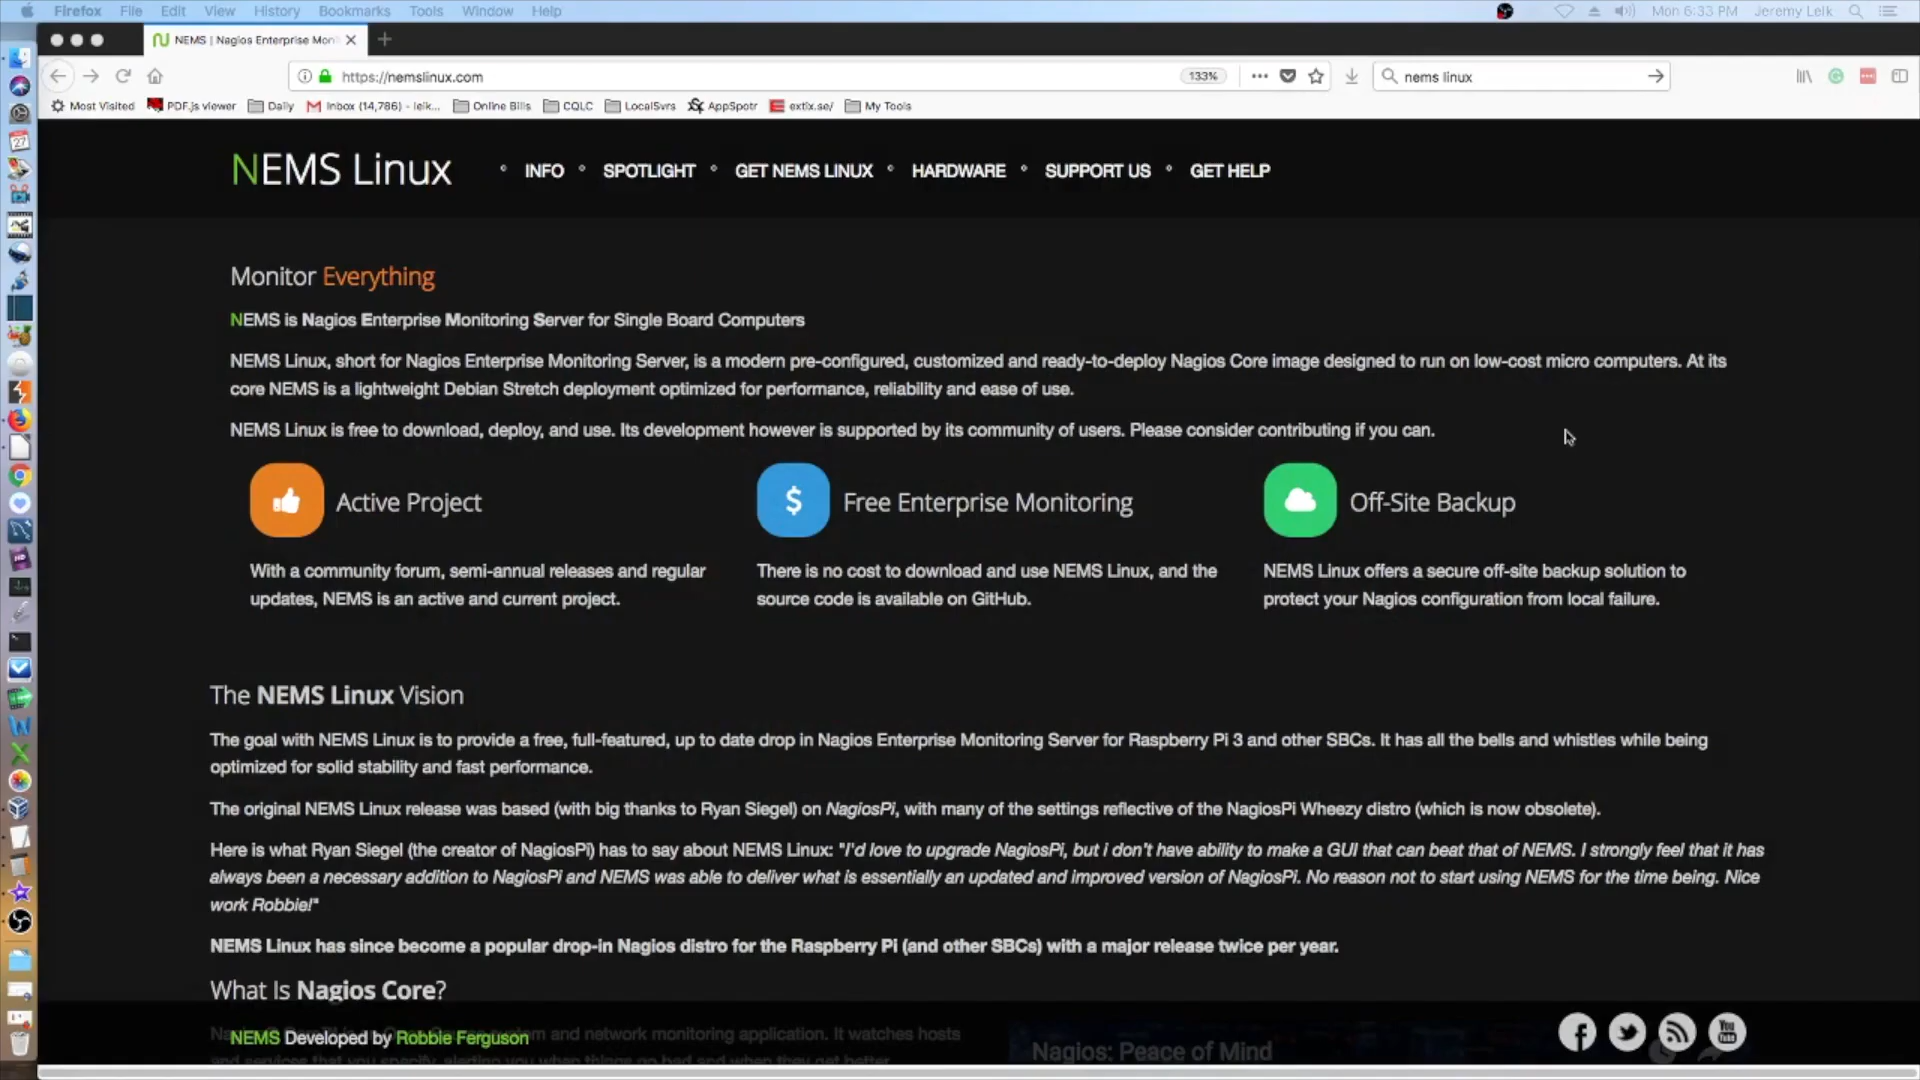 Firefox File Edit View History Bookmarks Tools Window Help
Mon 6:33 PM Jeremy Lelk
NEMS | Nagios Enterprise Mon
https://nemslinux.com
133%
nems linux
Most Visited PDF.js viewer Daily Inbox (14,786) - lelk... Online Bills CQLC LocalSvrs AppSpotr extix.se/ My Tools
NEMS Linux
INFO SPOTLIGHT GET NEMS LINUX HARDWARE SUPPORT US GET HELP
Monitor Everything
NEMS is Nagios Enterprise Monitoring Server for Single Board Computers
NEMS Linux, short for Nagios Enterprise Monitoring Server, is a modern pre-configured, customized and ready-to-deploy Nagios Core image designed to run on low-cost micro computers. At its
core NEMS is a lightweight Debian Stretch deployment optimized for performance, reliability and ease of use.
NEMS Linux is free to download, deploy, and use. Its development however is supported by its community of users. Please consider contributing if you can.
Active Project
With a community forum, semi-annual releases and regular
updates, NEMS is an active and current project.
Free Enterprise Monitoring
There is no cost to download and use NEMS Linux, and the
source code is available on GitHub.
Off-Site Backup
NEMS Linux offers a secure off-site backup solution to
protect your Nagios configuration from local failure.
The NEMS Linux Vision
The goal with NEMS Linux is to provide a free, full-featured, up to date drop in Nagios Enterprise Monitoring Server for Raspberry Pi 3 and other SBCs. It has all the bells and whistles while being
optimized for solid stability and fast performance.
The original NEMS Linux release was based (with big thanks to Ryan Siegel) on NagiosPi, with many of the settings reflective of the NagiosPi Wheezy distro (which is now obsolete).
Here is what Ryan Siegel (the creator of NagiosPi) has to say about NEMS Linux: "I'd love to upgrade NagiosPi, but i don't have ability to make a GUI that can beat that of NEMS. I strongly feel that it has
always been a necessary addition to NagiosPi and NEMS was able to deliver what is essentially an updated and improved version of NagiosPi. No reason not to start using NEMS for the time being. Nice
work Robbie!"
NEMS Linux has since become a popular drop-in Nagios distro for the Raspberry Pi (and other SBCs) with a major release twice per year.
What Is Nagios Core?
and network monitoring application. It watches hosts
NEMS Developed by Robbie Ferguson
Nagios: Peace of Mind
You Tube